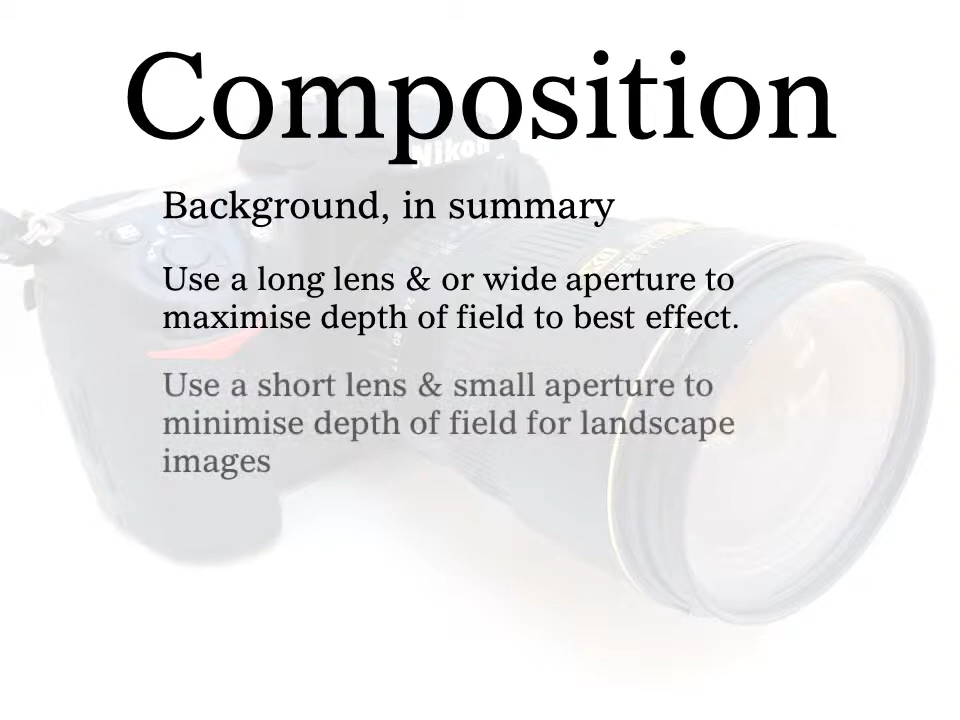 Composition
Nikon
Background, in summary
Use a long lens & or wide aperture to
maximise depth of field to best effect.
Use a short lens & small aperture to
minimise depth of field for landscape
images